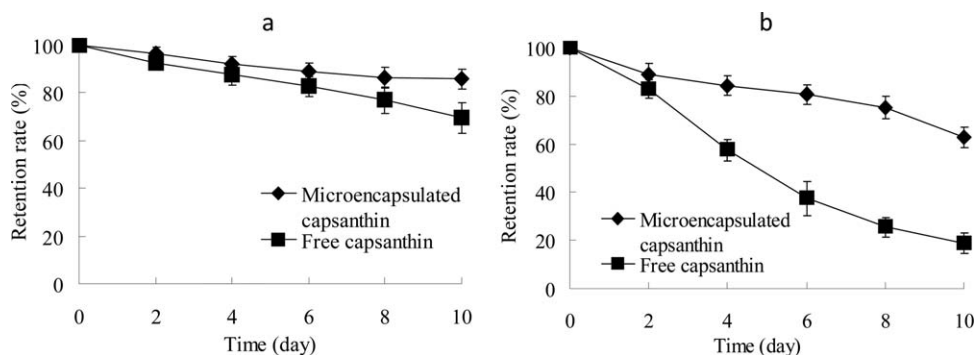 a
100
80
60
40
20
0
Retention rate (%)
Microencapsulated
capsanthin
Free capsanthin
0 2 4 6 8 10
Time (day)
b
100
80
60
40
20
0
Retention rate (%)
Microencapsulated
capsanthin
Free capsanthin
0 2 4 6 8 10
Time (day)